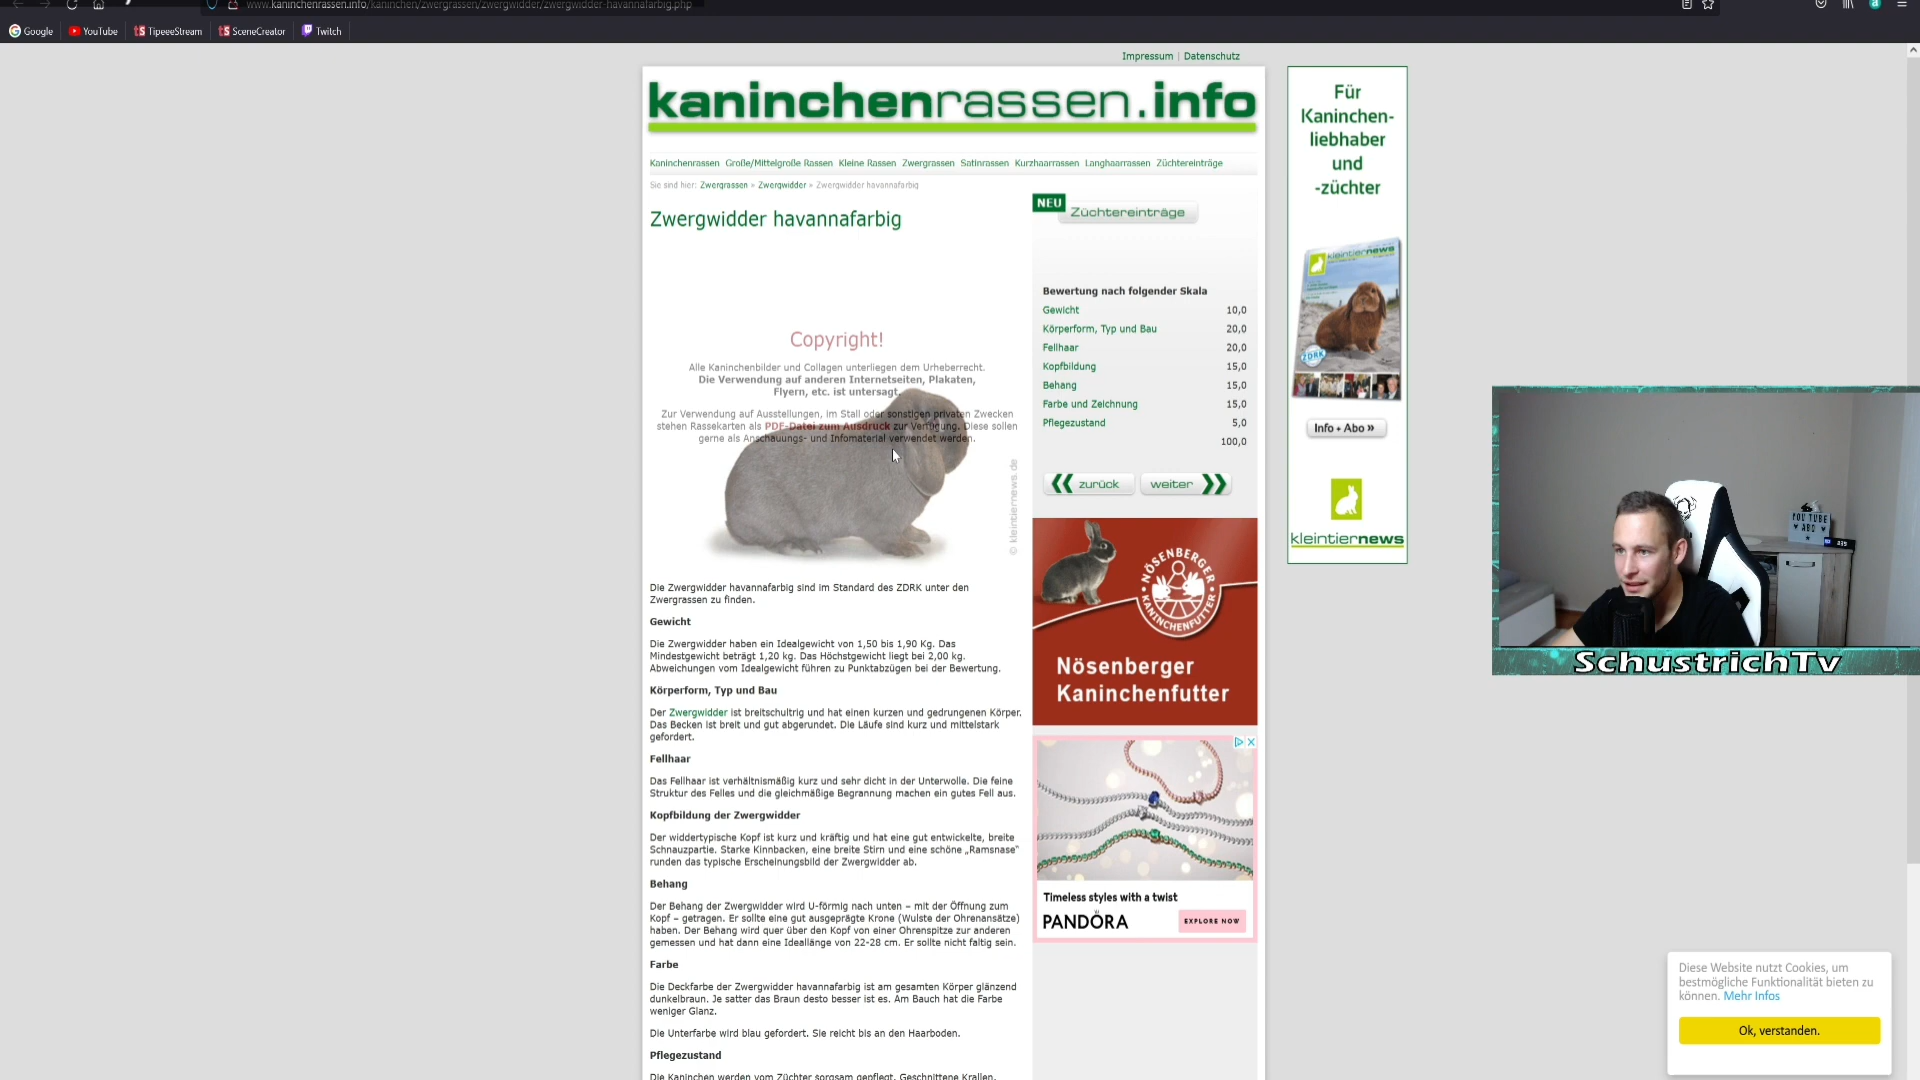 www.kaninchenrassen.info/kaninchen/zwergrassen/zwergwidder/zwergwidder-havannafarbig.php
Google YouTube TipeeeStream SceneCreator Twitch
Impressum | Datenschutz
kaninchenrassen.info
Kaninchenrassen Große/Mittelgroße Rassen Kleine Rassen Zwergrassen Satinrassen Kurzhaarrassen Langhaarrassen Züchtereinträge
Sie sind hier: Zwergrassen » Zwergwidder » Zwergwidder havannafarbig
Zwergwidder havannafarbig
Copyright!
Alle Kaninchenbilder und Collagen unterliegen dem Urheberrecht.
Die Verwendung auf anderen Internetseiten, Plakaten,
Flyern, etc. ist untersagt.
Zur Verwendung auf Ausstellungen, im Stall oder sonstigen privaten Zwecken
stehen Rassekarten als PDF-Datei zum Ausdruck zur Verfügung. Diese sollen
gerne als Anschauungs- und Infomaterial verwendet werden.
© kleintiernews.de
Die Zwergwidder havannafarbig sind im Standard des ZDRK unter den
Zwergrassen zu finden.
Gewicht
Die Zwergwidder haben ein Idealgewicht von 1,50 bis 1,90 Kg. Das
Mindestgewicht beträgt 1,20 kg. Das Höchstgewicht liegt bei 2,00 kg.
Abweichungen vom Idealgewicht führen zu Punktabzügen bei der Bewertung.
Körperform, Typ und Bau
Der Zwergwidder ist breitschultrig und hat einen kurzen und gedrungenen Körper.
Das Becken ist breit und gut abgerundet. Die Läufe sind kurz und mittelstark
gefordert.
Fellhaar
Das Fellhaar ist verhältnismäßig kurz und sehr dicht in der Unterwolle. Die feine
Struktur des Felles und die gleichmäßige Begrannung machen ein gutes Fell aus.
Kopfbildung der Zwergwidder
Der widdertypische Kopf ist kurz und kräftig und hat eine gut entwickelte, breite
Schnauzpartie. Starke Kinnbacken, eine breite Stirn und eine schöne „Ramsnase“
runden das typische Erscheinungsbild der Zwergwidder ab.
Behang
Der Behang der Zwergwidder wird U-förmig nach unten – mit der Öffnung zum
Kopf – getragen. Er sollte eine gut ausgeprägte Krone (Wulste der Ohrenansätze)
haben. Der Behang wird quer über den Kopf von einer Ohrenspitze zur anderen
gemessen und hat dann eine Ideallänge von 22-28 cm. Er sollte nicht faltig sein.
Farbe
Die Deckfarbe der Zwergwidder havannafarbig ist am gesamten Körper glänzend
dunkelbraun. Je satter das Braun desto besser ist es. Am Bauch hat die Farbe
weniger Glanz.
Die Unterfarbe wird blau gefordert. Sie reicht bis an den Haarboden.
Pflegezustand
Die Kaninchen werden vom Züchter sorgsam gepflegt. Geschnittene Krallen,
NEU
Züchtereinträge
Bewertung nach folgender Skala
Gewicht 10,0
Körperform, Typ und Bau 20,0
Fellhaar 20,0
Kopfbildung 15,0
Behang 15,0
Farbe und Zeichnung 15,0
Pflegezustand 5,0
100,0
zurück weiter
NÖSENBERGER
KANINCHENFUTTER
Nösenberger
Kaninchenfutter
Timeless styles with a twist
PANDÓRA
EXPLORE NOW
Für
Kaninchen-
liebhaber
und
-züchter
kleintiernews
ZDRK
Info + Abo »
kleintiernews
YOU TUBE
ABO
SchustrichTv
Diese Website nutzt Cookies, um
bestmögliche Funktionalität bieten zu
können. Mehr Infos
Ok, verstanden.